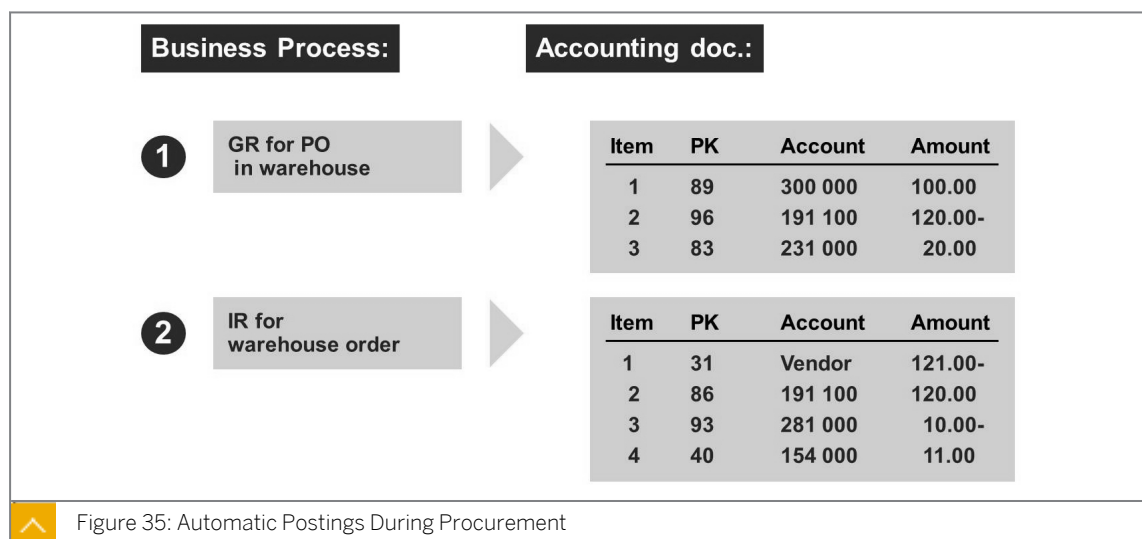 Business Process:
Accounting doc.:
1
GR for PO
in warehouse
Item PK Account Amount
1 89 300 000 100.00
2 96 191 100 120.00-
3 83 231 000 20.00
2
IR for
warehouse order
Item PK Account Amount
1 31 Vendor 121.00-
2 86 191 100 120.00
3 93 281 000 10.00-
4 40 154 000 11.00
Figure 35: Automatic Postings During Procurement